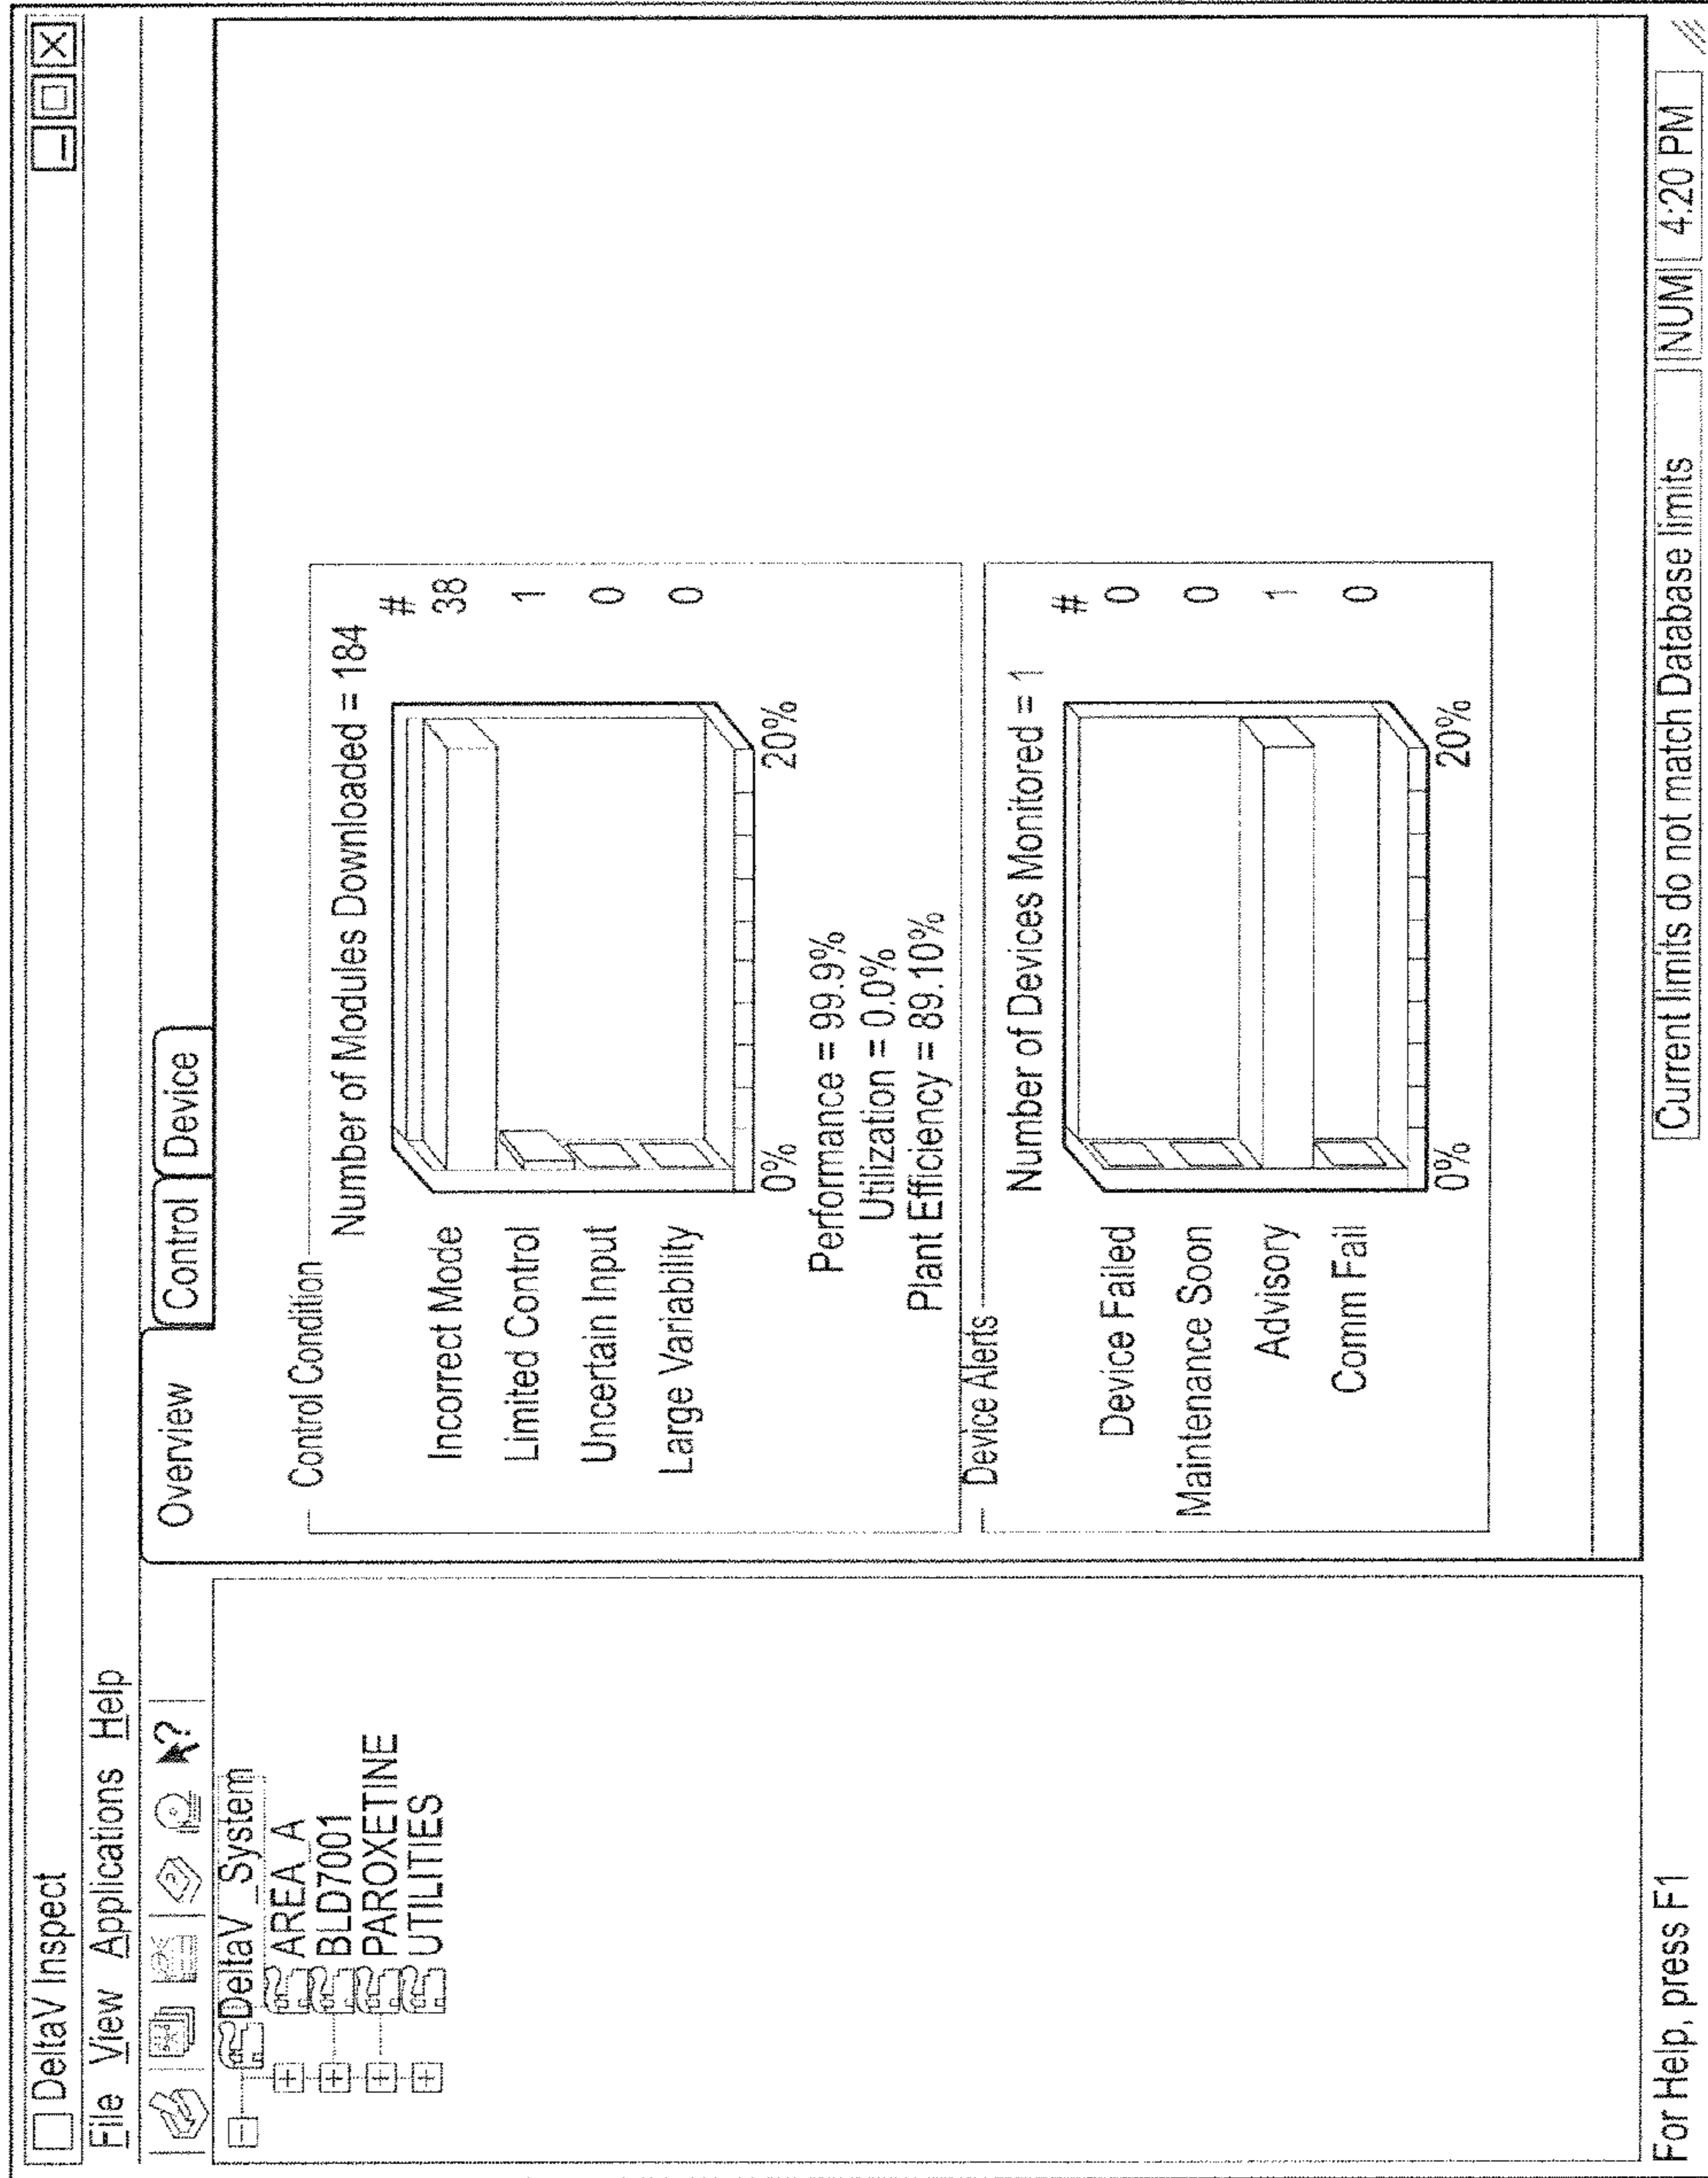 DeltaV Inspect
File View Applications Help
DeltaV_System
AREA_A
BLD7001
PAROXETINE
UTILITIES
Overview Control Device
Control Condition
Number of Modules Downloaded = 184
#
Incorrect Mode 38
Limited Control 1
Uncertain Input 0
Large Variability 0
0% 20%
Performance = 99.9%
Utilization = 0.0%
Plant Efficiency = 89.10%
Device Alerts
Number of Devices Monitored = 1
#
Device Failed 0
Maintenance Soon 0
Advisory 1
Comm Fail 0
0% 20%
For Help, press F1 Current limits do not match Database limits NUM 4:20 PM